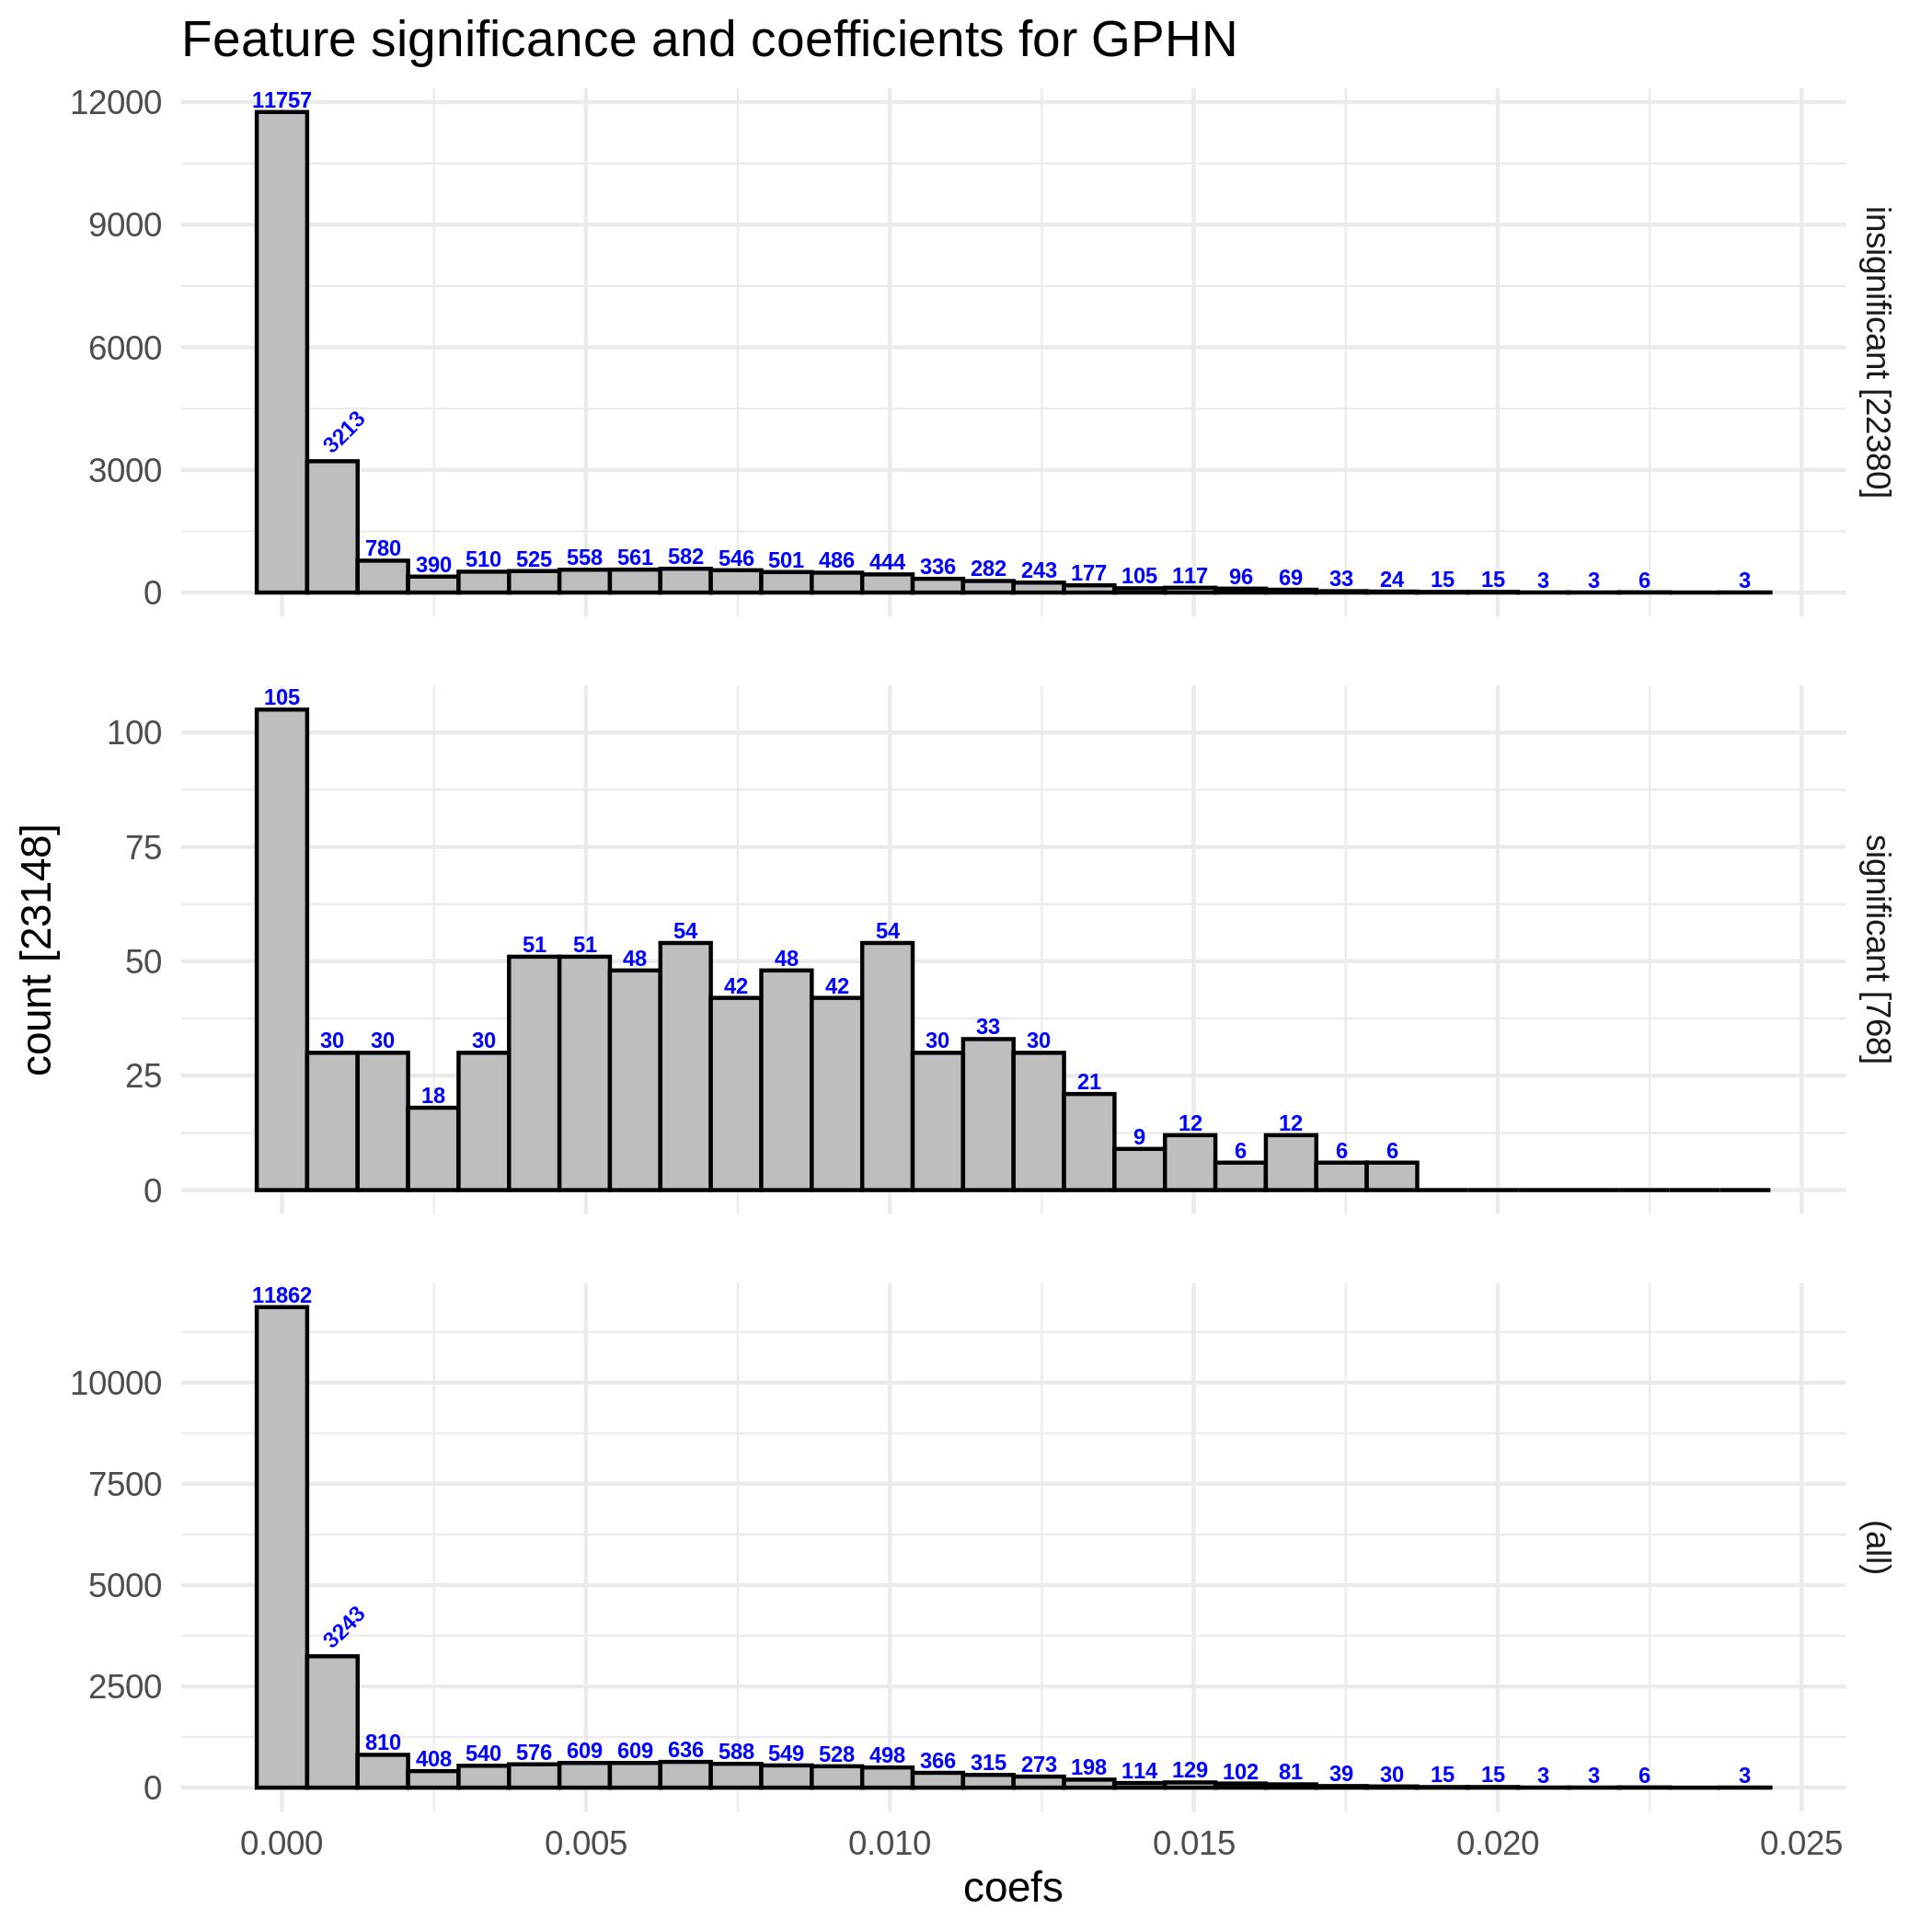 Feature significance and coefficients for GPHN
12000
9000
6000
3000
0
11757
3213
780 390 510 525 558 561 582 546 501 486 444 336 282 243 177 105 117 96 69 33 24 15 15 3 3 6 3
insignificant [22380]
count [23148]
100
75
50
25
0
105
30 30 18 30 51 51 48 54 42 48 42 54 30 33 30 21 9 12 6 12 6 6
significant [768]
10000
7500
5000
2500
0
11862
3243
810 408 540 576 609 609 636 588 549 528 498 366 315 273 198 114 129 102 81 39 30 15 15 3 3 6 3
(all)
0.000 0.005 0.010 0.015 0.020 0.025
coefs